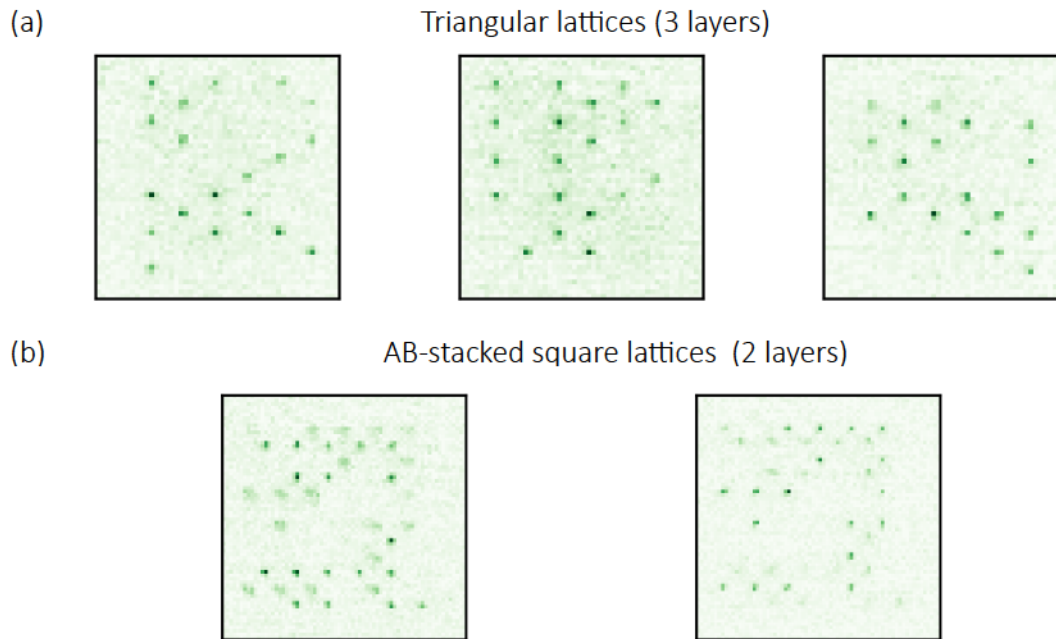 (a) Triangular lattices (3 layers)
(b) AB-stacked square lattices (2 layers)